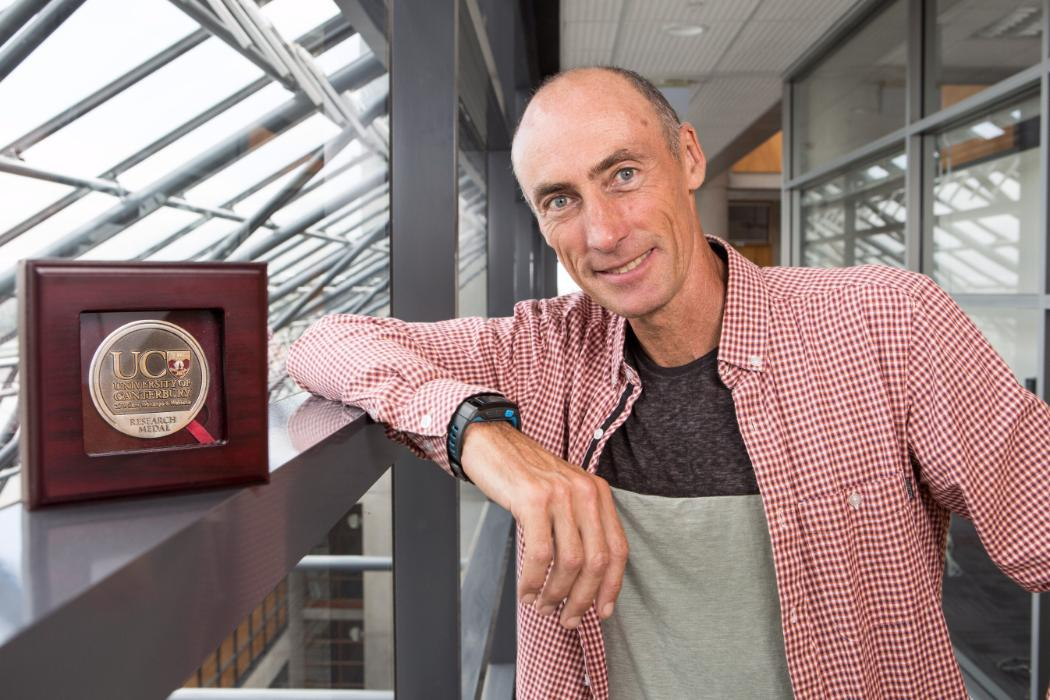 UC
UNIVERSITY OF
CANTERBURY
RESEARCH
MEDAL